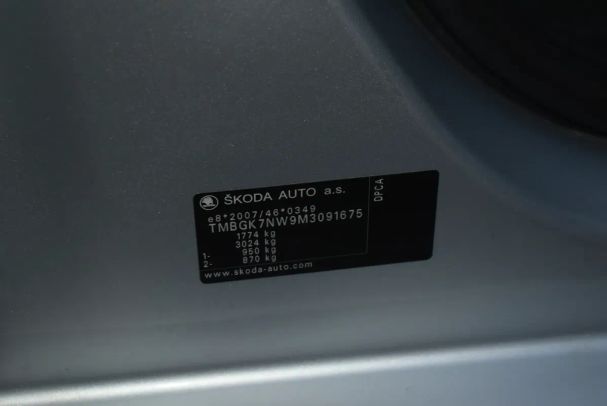 ŠKODA AUTO a.s.
DPCA
e8*2007/46*0349
TMBGK7NW9M3091675
1774 kg
3024 kg
1- 950 kg
2- 870 kg
www.skoda-auto.com